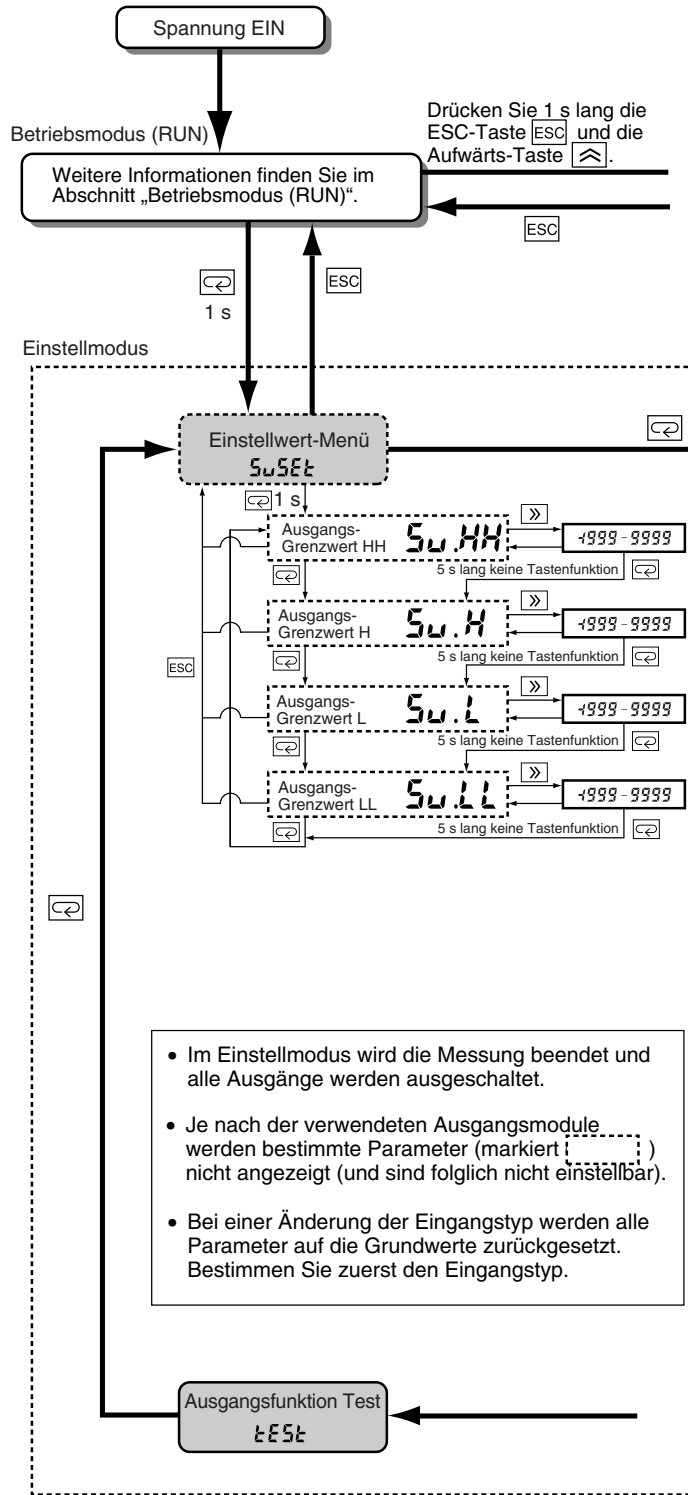 Spannung EIN
Drücken Sie 1 s lang die
ESC-Taste ESC und die
Aufwärts-Taste .
Betriebsmodus (RUN)
Weitere Informationen finden Sie im
Abschnitt „Betriebsmodus (RUN)“.
ESC
ESC
1 s
Einstellmodus
Einstellwert-Menü
SvSEt
1 s
Ausgangs-
Grenzwert HH
Sv.HH
-1999-9999
5 s lang keine Tastenfunktion
Ausgangs-
Grenzwert H
Sv.H
-1999-9999
5 s lang keine Tastenfunktion
ESC
Ausgangs-
Grenzwert L
Sv.L
-1999-9999
5 s lang keine Tastenfunktion
Ausgangs-
Grenzwert LL
Sv.LL
-1999-9999
5 s lang keine Tastenfunktion
• Im Einstellmodus wird die Messung beendet und
alle Ausgänge werden ausgeschaltet.
• Je nach der verwendeten Ausgangsmodule
werden bestimmte Parameter (markiert )
nicht angezeigt (und sind folglich nicht einstellbar).
• Bei einer Änderung der Eingangstyp werden alle
Parameter auf die Grundwerte zurückgesetzt.
Bestimmen Sie zuerst den Eingangstyp.
Ausgangsfunktion Test
tESt